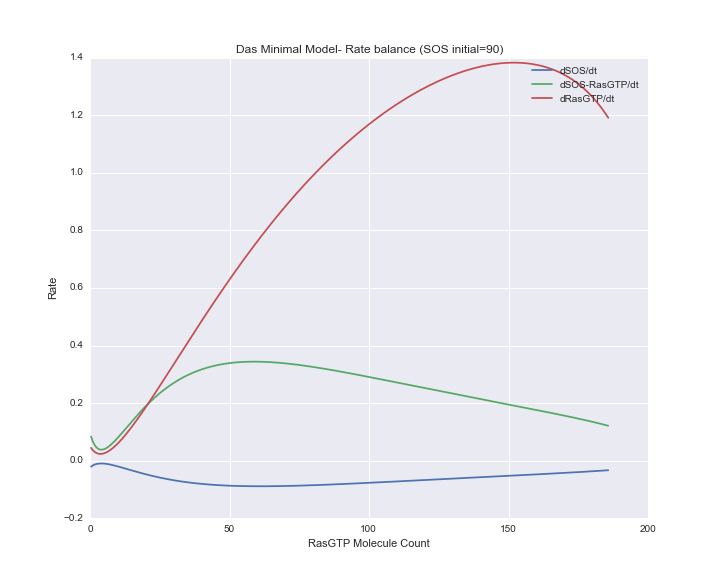 Das Minimal Model- Rate balance (SOS initial=90)
1.4
1.2
1.0
0.8
0.6
0.4
0.2
0.0
−0.2
Rate
dSOS/dt
dSOS-RasGTP/dt
dRasGTP/dt
0
50
100
150
200
RasGTP Molecule Count